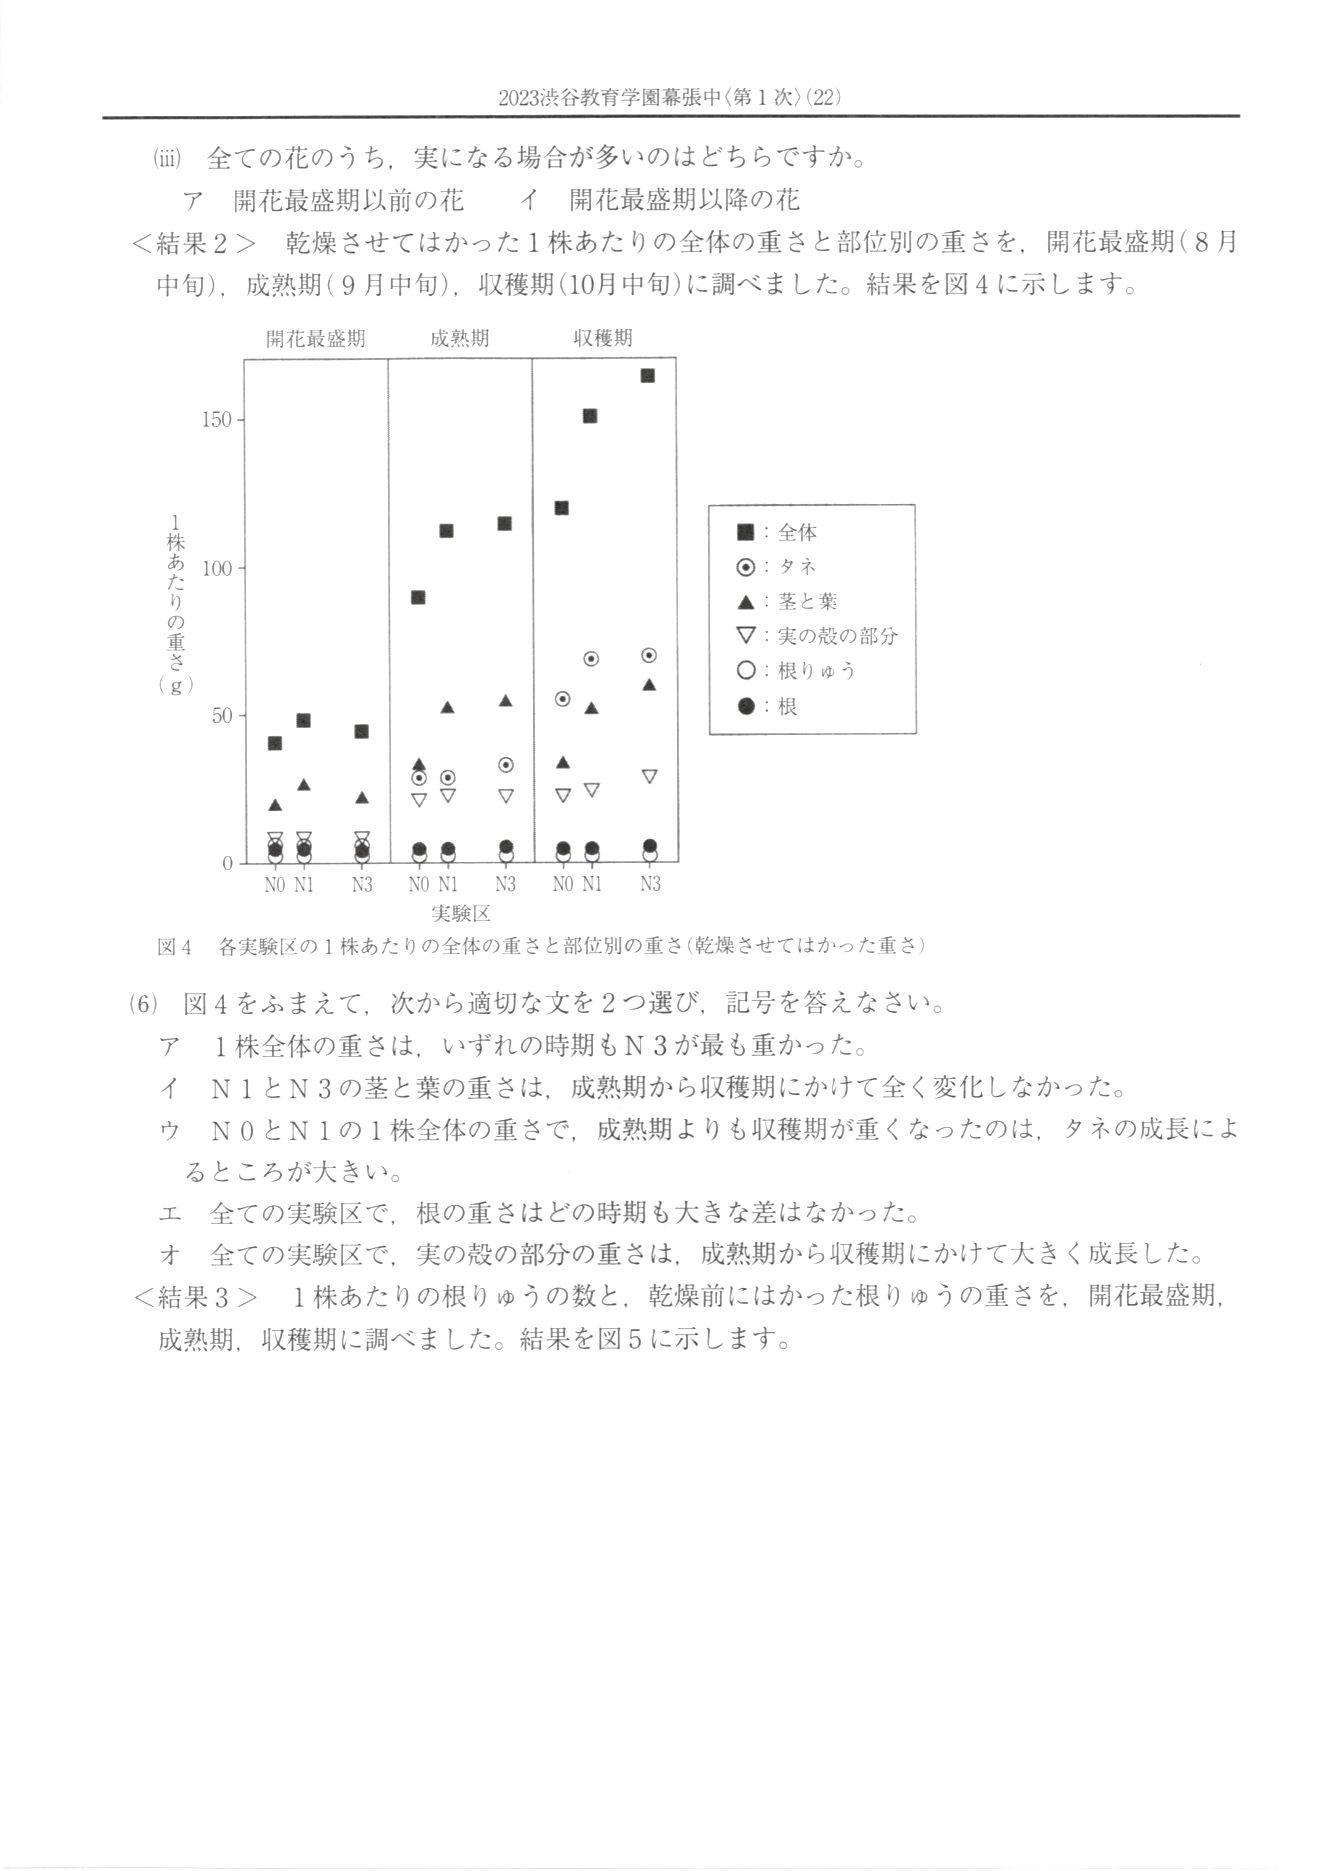 2023渋谷教育学園幕張中〈第1次〉(22)
(ⅲ) 全ての花のうち，実になる場合が多いのはどちらですか。
ア 開花最盛期以前の花 イ 開花最盛期以降の花
＜結果2＞ 乾燥させてはかった1株あたりの全体の重さと部位別の重さを，開花最盛期(8月
中旬)，成熟期(9月中旬)，収穫期(10月中旬)に調べました。結果を図4に示します。
開花最盛期 成熟期 収穫期
150
100
50
0
1株あたりの重さ(g)
N0 N1 N3 N0 N1 N3 N0 N1 N3
実験区
■：全体
◉：タネ
▲：茎と葉
▽：実の殻の部分
○：根りゅう
●：根
図4 各実験区の1株あたりの全体の重さと部位別の重さ(乾燥させてはかった重さ)
(6) 図4をふまえて，次から適切な文を2つ選び，記号を答えなさい。
ア 1株全体の重さは，いずれの時期もN3が最も重かった。
イ N1とN3の茎と葉の重さは，成熟期から収穫期にかけて全く変化しなかった。
ウ N0とN1の1株全体の重さで，成熟期よりも収穫期が重くなったのは，タネの成長によ
るところが大きい。
エ 全ての実験区で，根の重さはどの時期も大きな差はなかった。
オ 全ての実験区で，実の殻の部分の重さは，成熟期から収穫期にかけて大きく成長した。
＜結果3＞ 1株あたりの根りゅうの数と，乾燥前にはかった根りゅうの重さを，開花最盛期，
成熟期，収穫期に調べました。結果を図5に示します。